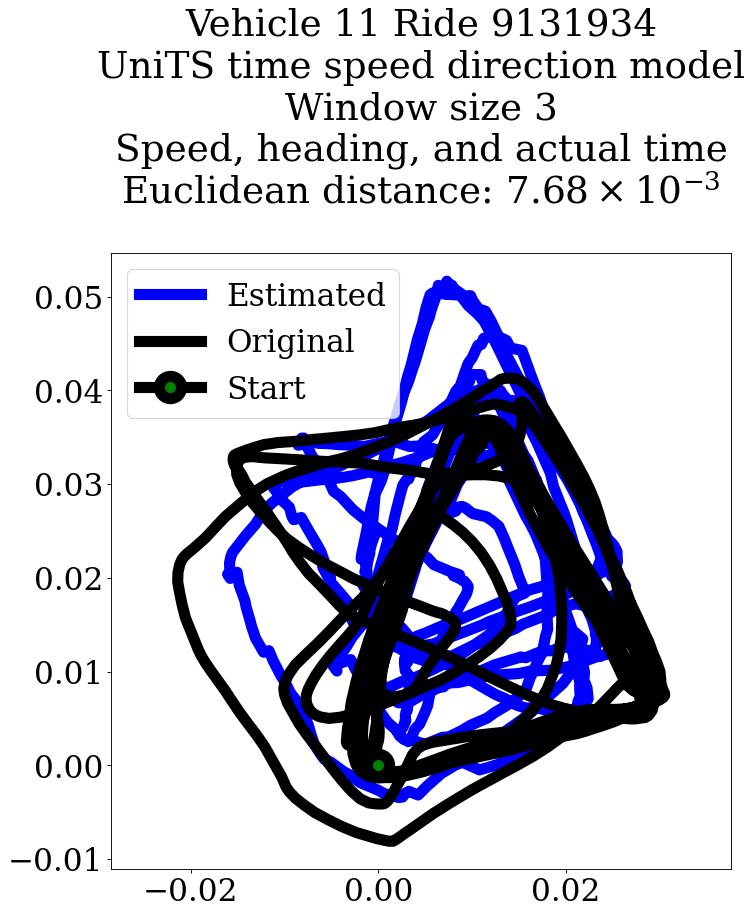 Vehicle 11 Ride 9131934
UniTS time speed direction model
Window size 3
Speed, heading, and actual time
Euclidean distance: 7.68 × 10⁻³
Estimated
Original
Start
0.05
0.04
0.03
0.02
0.01
0.00
−0.01
−0.02
0.00
0.02